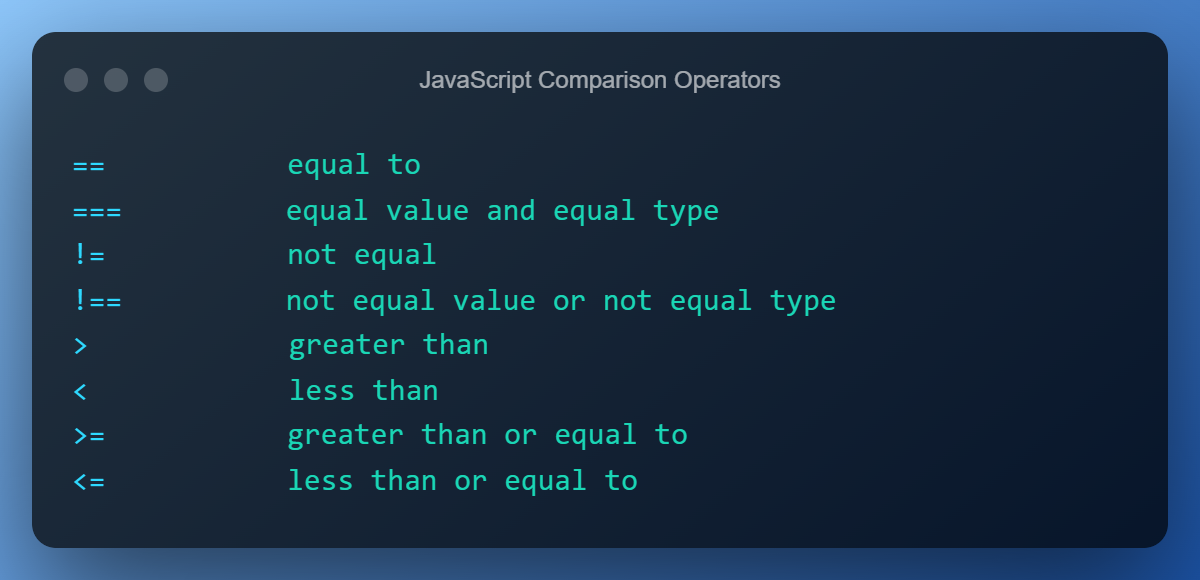 JavaScript Comparison Operators
== equal to
=== equal value and equal type
!= not equal
!== not equal value or not equal type
> greater than
< less than
>= greater than or equal to
<= less than or equal to